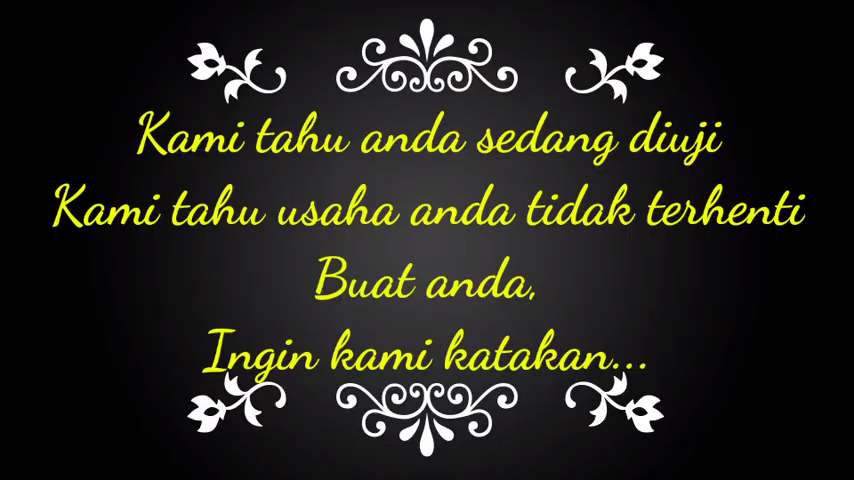 Kami tahu anda sedang diuji
Kami tahu usaha anda tidak terhenti
Buat anda,
Ingin kami katakan...